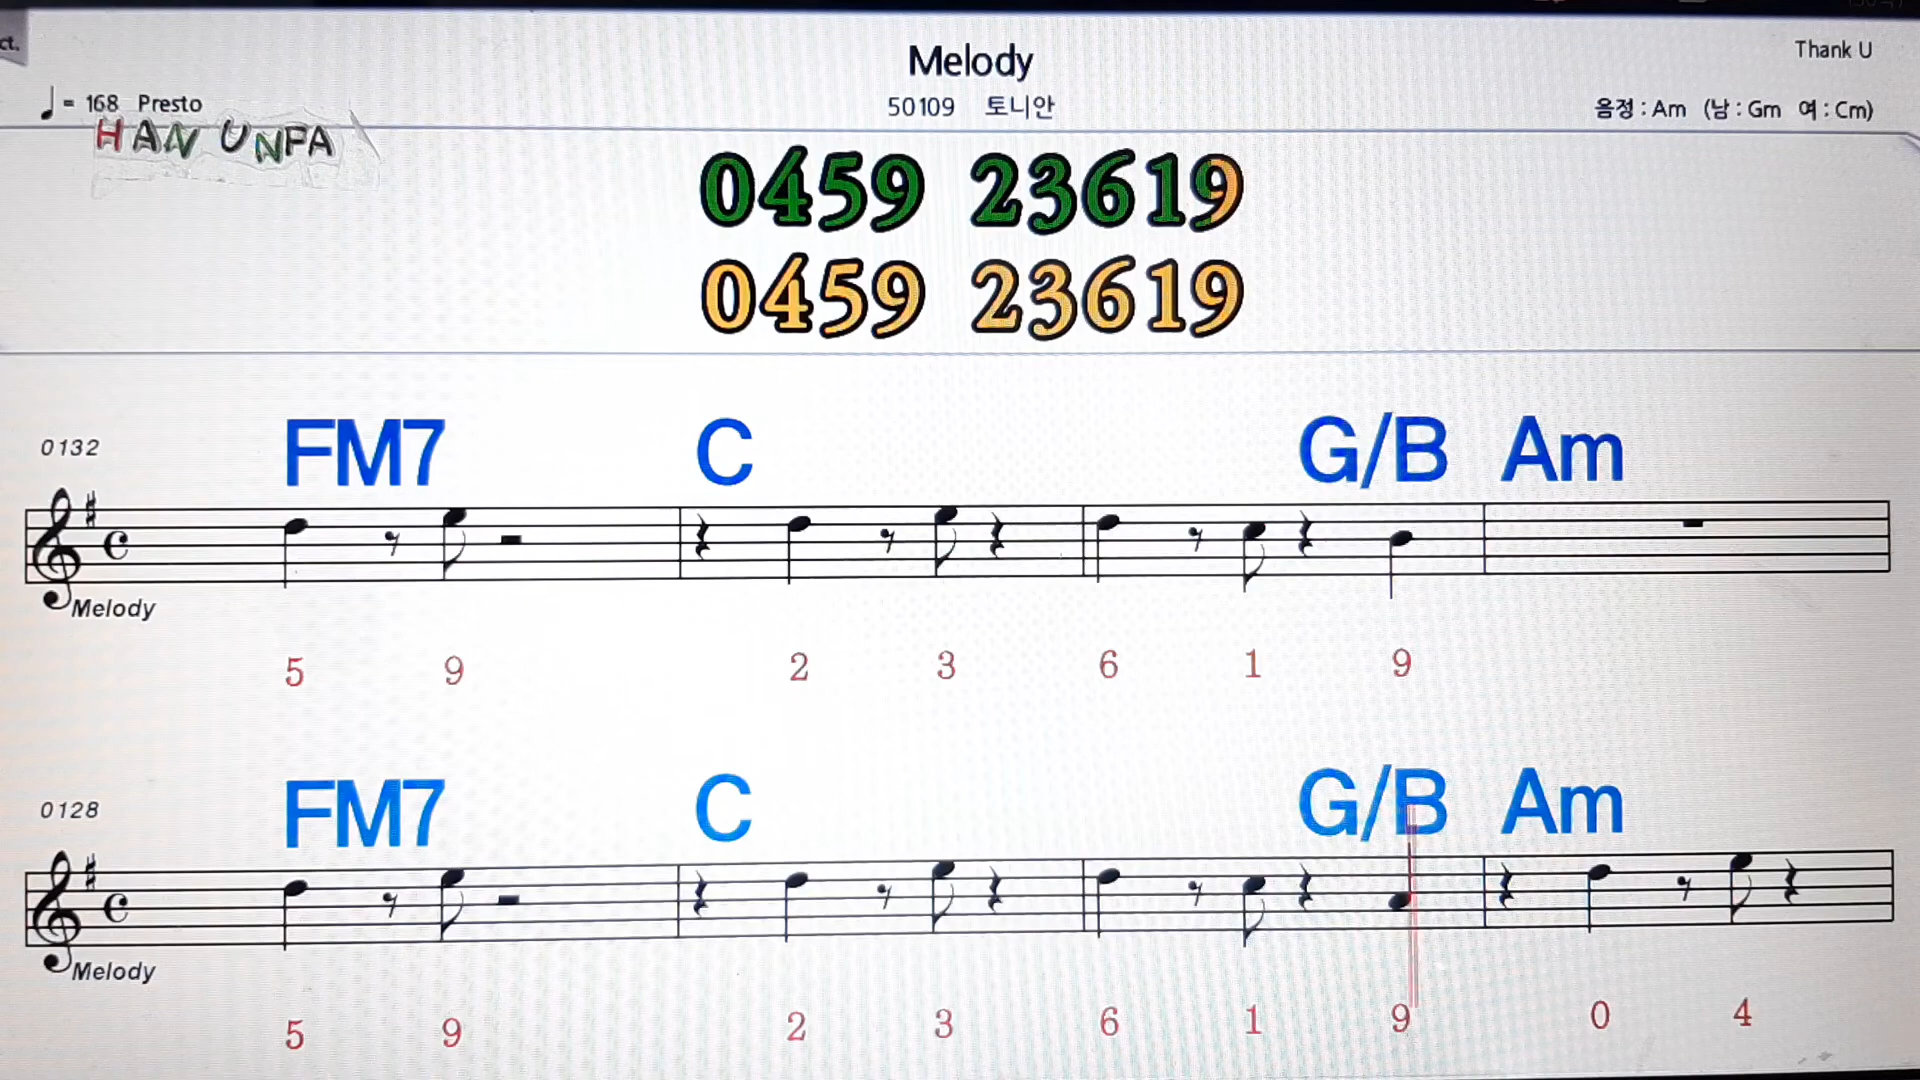 ct.
Melody
Thank U
= 168 Presto
50109 토니안
음정 : Am (남 : Gm 여 : Cm)
HAN UNPA
0459 23619
0459 23619
0132
FM7 C G/B Am
Melody
5 9 2 3 6 1 9
0128
FM7 C G/B Am
Melody
5 9 2 3 6 1 9 0 4